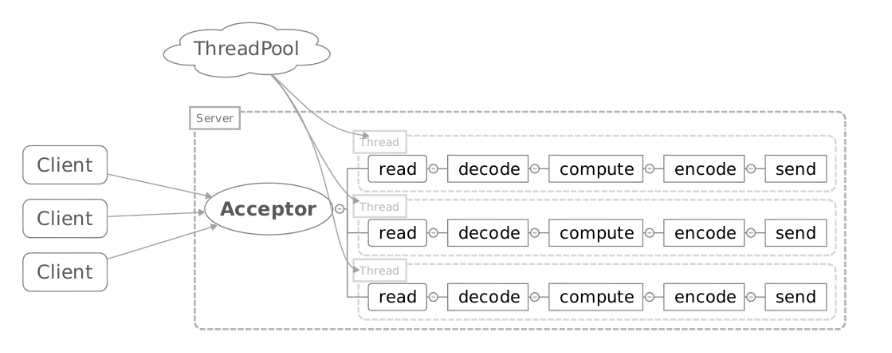 ThreadPool
Server
Thread
read decode compute encode send
Client
Client
Acceptor
Thread
read decode compute encode send
Client
Thread
read decode compute encode send